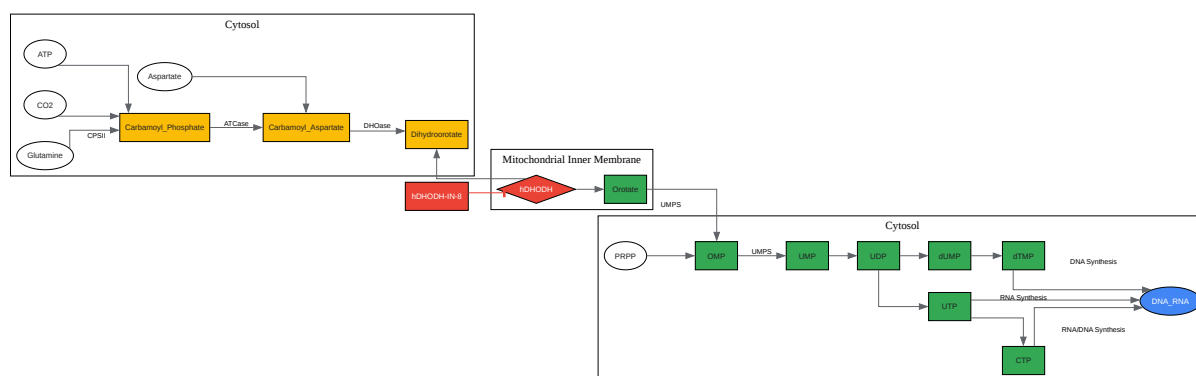 Cytosol
ATP
Aspartate
CO2
Carbamoyl_Phosphate
ATCase
Carbamoyl_Aspartate
DHOase
Dihydroorotate
CPSII
Glutamine
Mitochondrial Inner Membrane
hDHODH-IN-8
hDHODH
Orotate
UMPS
Cytosol
PRPP
OMP
UMPS
UMP
UDP
dUMP
dTMP
DNA Synthesis
UTP
RNA Synthesis
DNA_RNA
RNA/DNA Synthesis
CTP